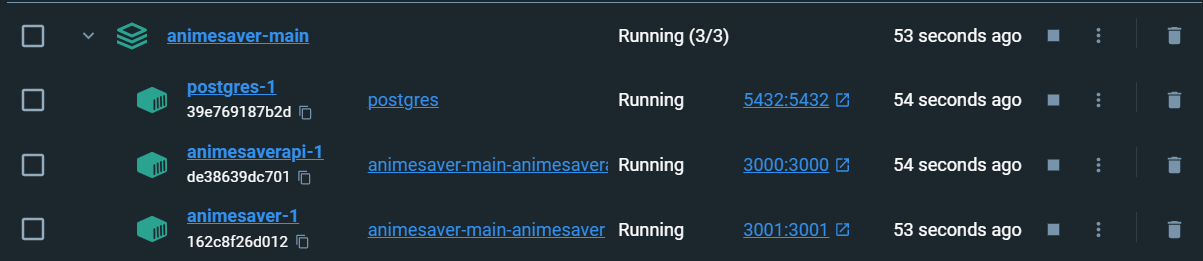 animesaver-main Running (3/3) 53 seconds ago
postgres-1
39e769187b2d
postgres Running 5432:5432 54 seconds ago
animesaverapi-1
de38639dc701
animesaver-main-animesavera Running 3000:3000 54 seconds ago
animesaver-1
162c8f26d012
animesaver-main-animesaver Running 3001:3001 53 seconds ago